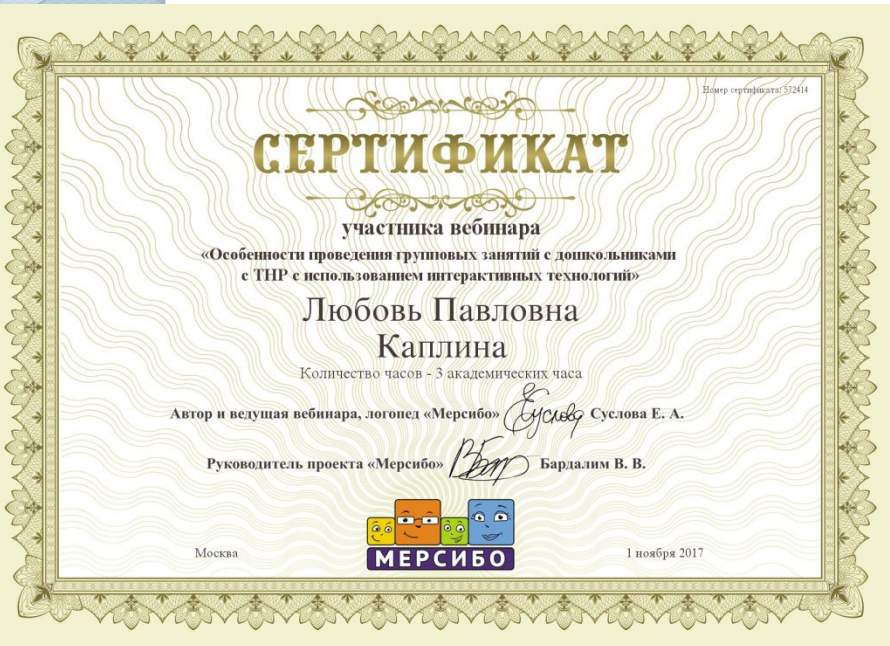 Номер сертификата: 572414
СЕРТИФИКАТ
участника вебинара
«Особенности проведения групповых занятий с дошкольниками
с ТНР с использованием интерактивных технологий»
Любовь Павловна
Каплина
Количество часов - 3 академических часа
Автор и ведущая вебинара, логопед «Мерсибо» Суслова Суслова Е. А.
Руководитель проекта «Мерсибо» Бардалим В. В.
МЕРСИБО
Москва
1 ноября 2017